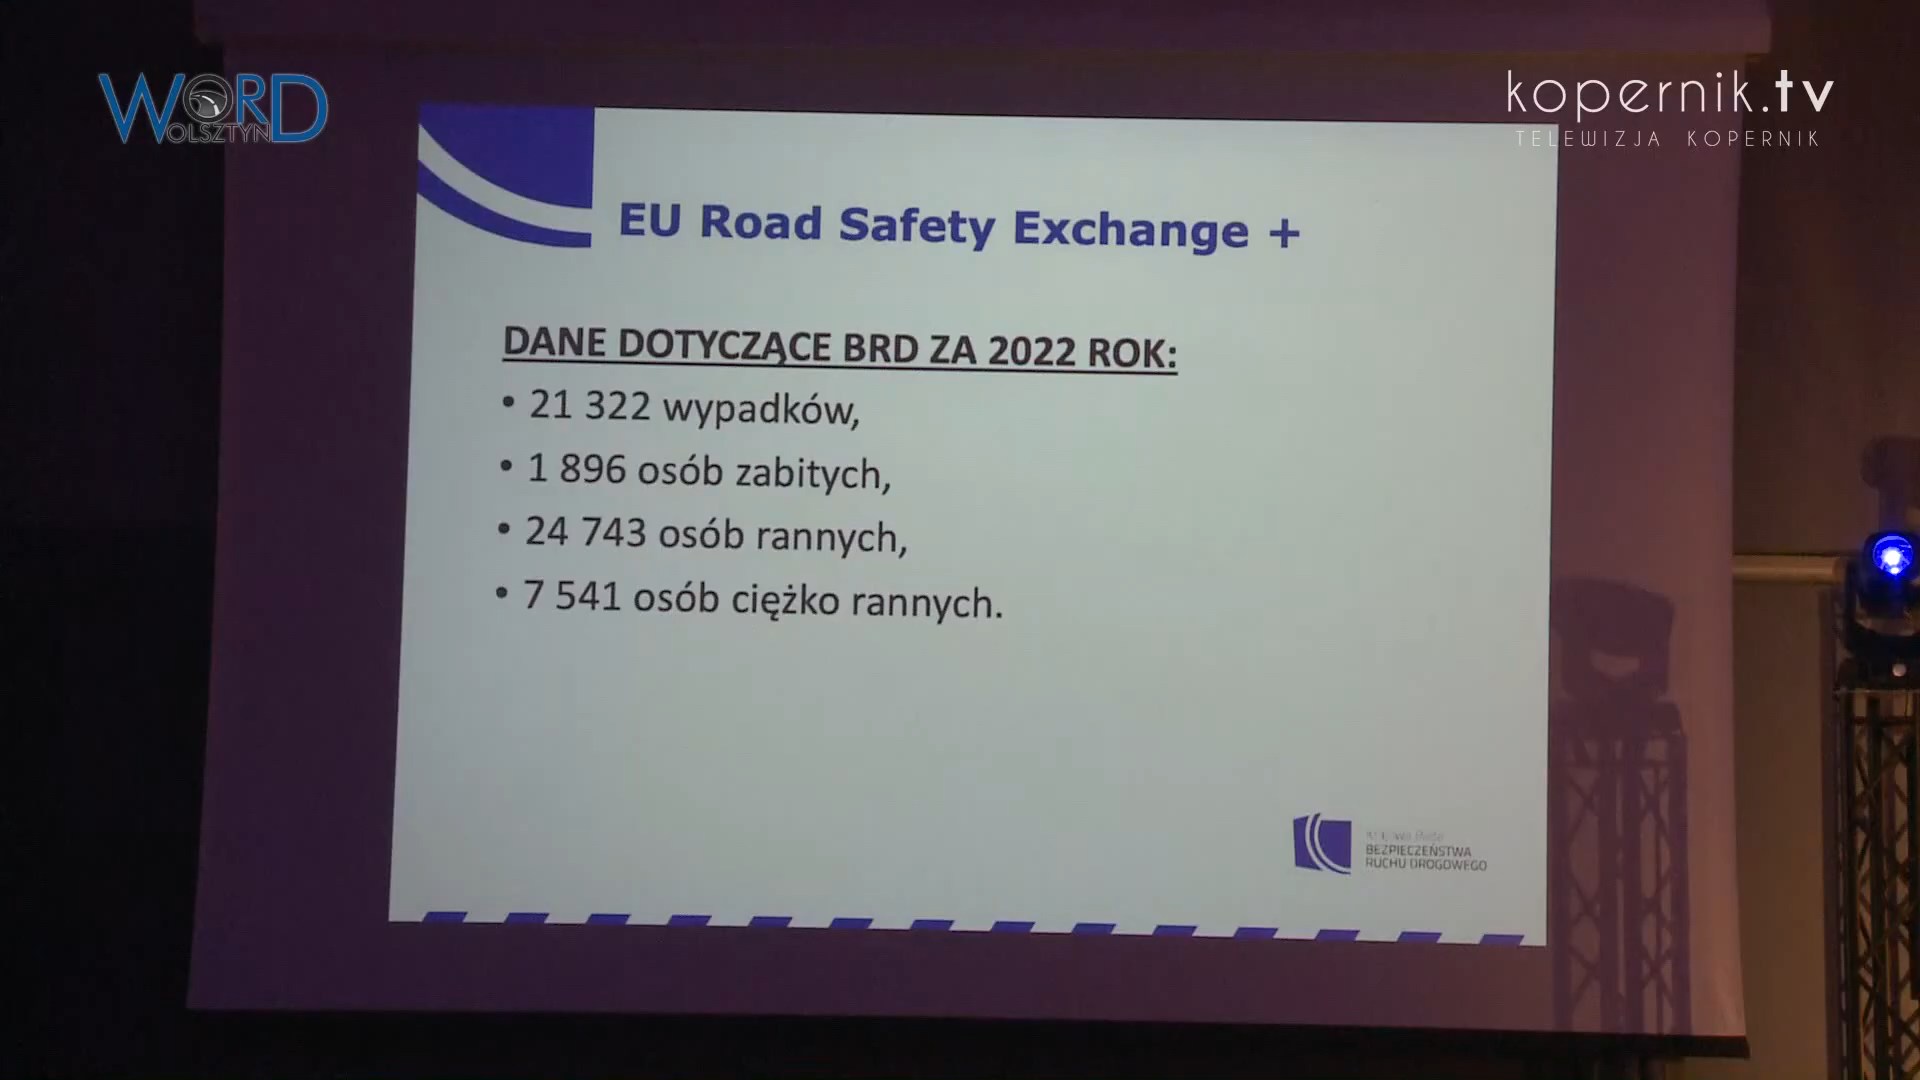 WORD
OLSZTYN
kopernik.tv
TELEWIZJA KOPERNIK
EU Road Safety Exchange +
DANE DOTYCZĄCE BRD ZA 2022 ROK:
• 21 322 wypadków,
• 1 896 osób zabitych,
• 24 743 osób rannych,
• 7 541 osób ciężko rannych.
BEZPIECZEŃSTWA
RUCHU DROGOWEGO